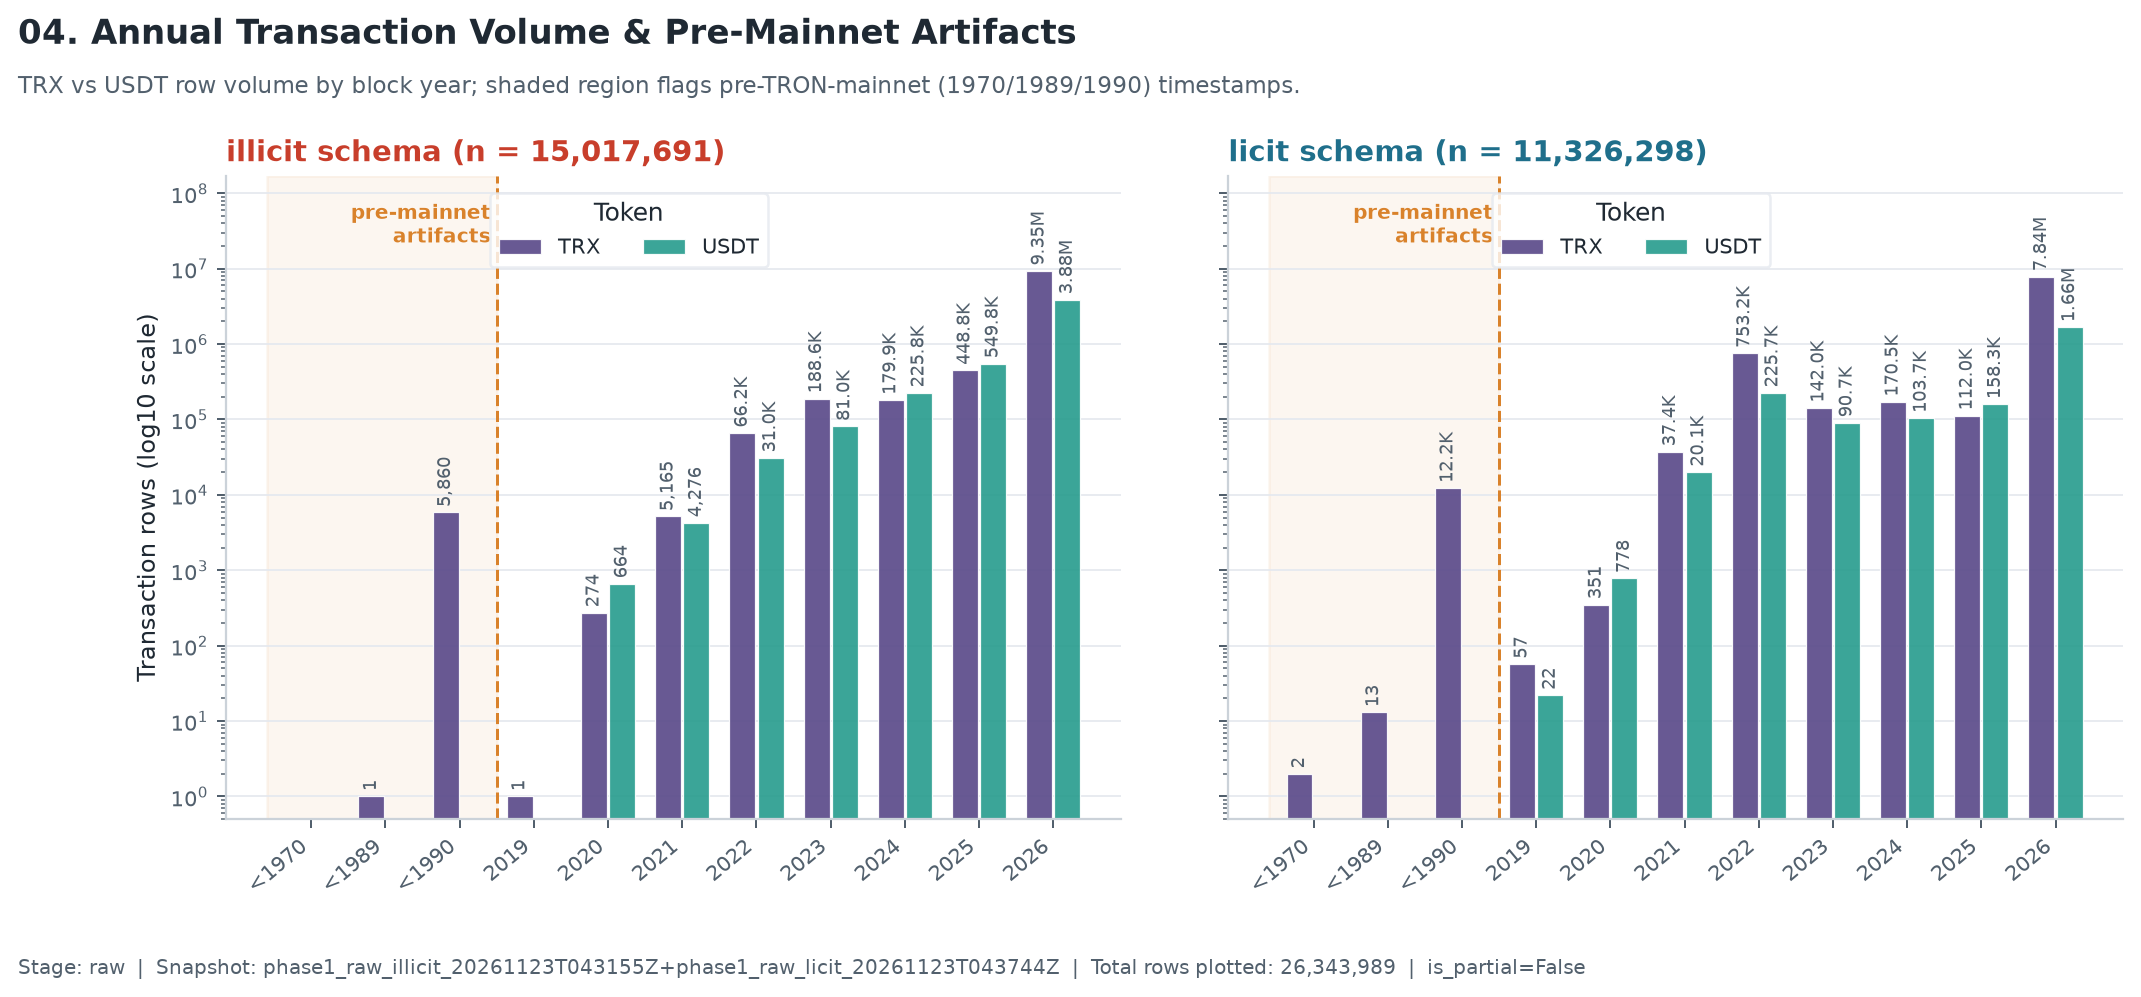 04. Annual Transaction Volume & Pre-Mainnet Artifacts
TRX vs USDT row volume by block year; shaded region flags pre-TRON-mainnet (1970/1989/1990) timestamps.
illicit schema (n = 15,017,691)
Transaction rows (log10 scale)
10⁸
10⁷
10⁶
10⁵
10⁴
10³
10²
10¹
10⁰
pre-mainnet
artifacts
Token
TRX USDT
1
5,860
1
274
664
5,165
4,276
66.2K
31.0K
188.6K
81.0K
179.9K
225.8K
448.8K
549.8K
9.35M
3.88M
<1970 <1989 <1990 2019 2020 2021 2022 2023 2024 2025 2026
licit schema (n = 11,326,298)
pre-mainnet
artifacts
Token
TRX USDT
2
13
12.2K
57
22
351
778
37.4K
20.1K
753.2K
225.7K
142.0K
90.7K
170.5K
103.7K
112.0K
158.3K
7.84M
1.66M
<1970 <1989 <1990 2019 2020 2021 2022 2023 2024 2025 2026
Stage: raw | Snapshot: phase1_raw_illicit_20261123T043155Z+phase1_raw_licit_20261123T043744Z | Total rows plotted: 26,343,989 | is_partial=False